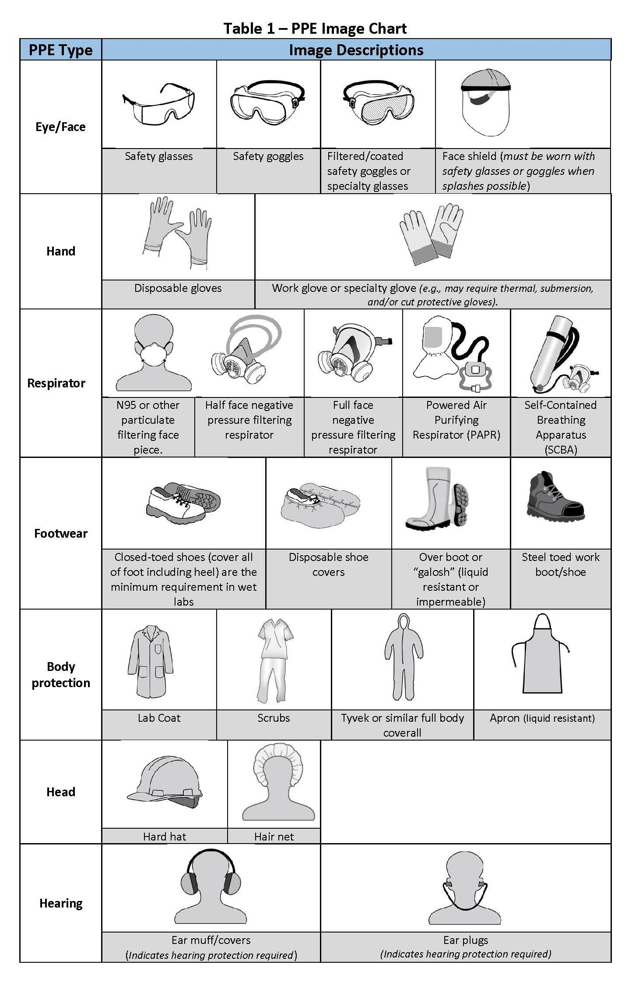 Table 1 – PPE Image Chart
PPE Type
Image Descriptions
Eye/Face
Safety glasses
Safety goggles
Filtered/coated
safety goggles or
specialty glasses
Face shield (must be worn with
safety glasses or goggles when
splashes possible)
Hand
Disposable gloves
Work glove or specialty glove (e.g., may require thermal, submersion,
and/or cut protective gloves).
Respirator
N95 or other
particulate
filtering face
piece.
Half face negative
pressure filtering
respirator
Full face
negative
pressure filtering
respirator
Powered Air
Purifying
Respirator (PAPR)
Self-Contained
Breathing
Apparatus
(SCBA)
Footwear
Closed-toed shoes (cover all
of foot including heel) are the
minimum requirement in wet
labs
Disposable shoe
covers
Over boot or
“galosh” (liquid
resistant or
impermeable)
Steel toed work
boot/shoe
Body
protection
Lab Coat
Scrubs
Tyvek or similar full body
coverall
Apron (liquid resistant)
Head
Hard hat
Hair net
Hearing
Ear muff/covers
(Indicates hearing protection required)
Ear plugs
(Indicates hearing protection required)